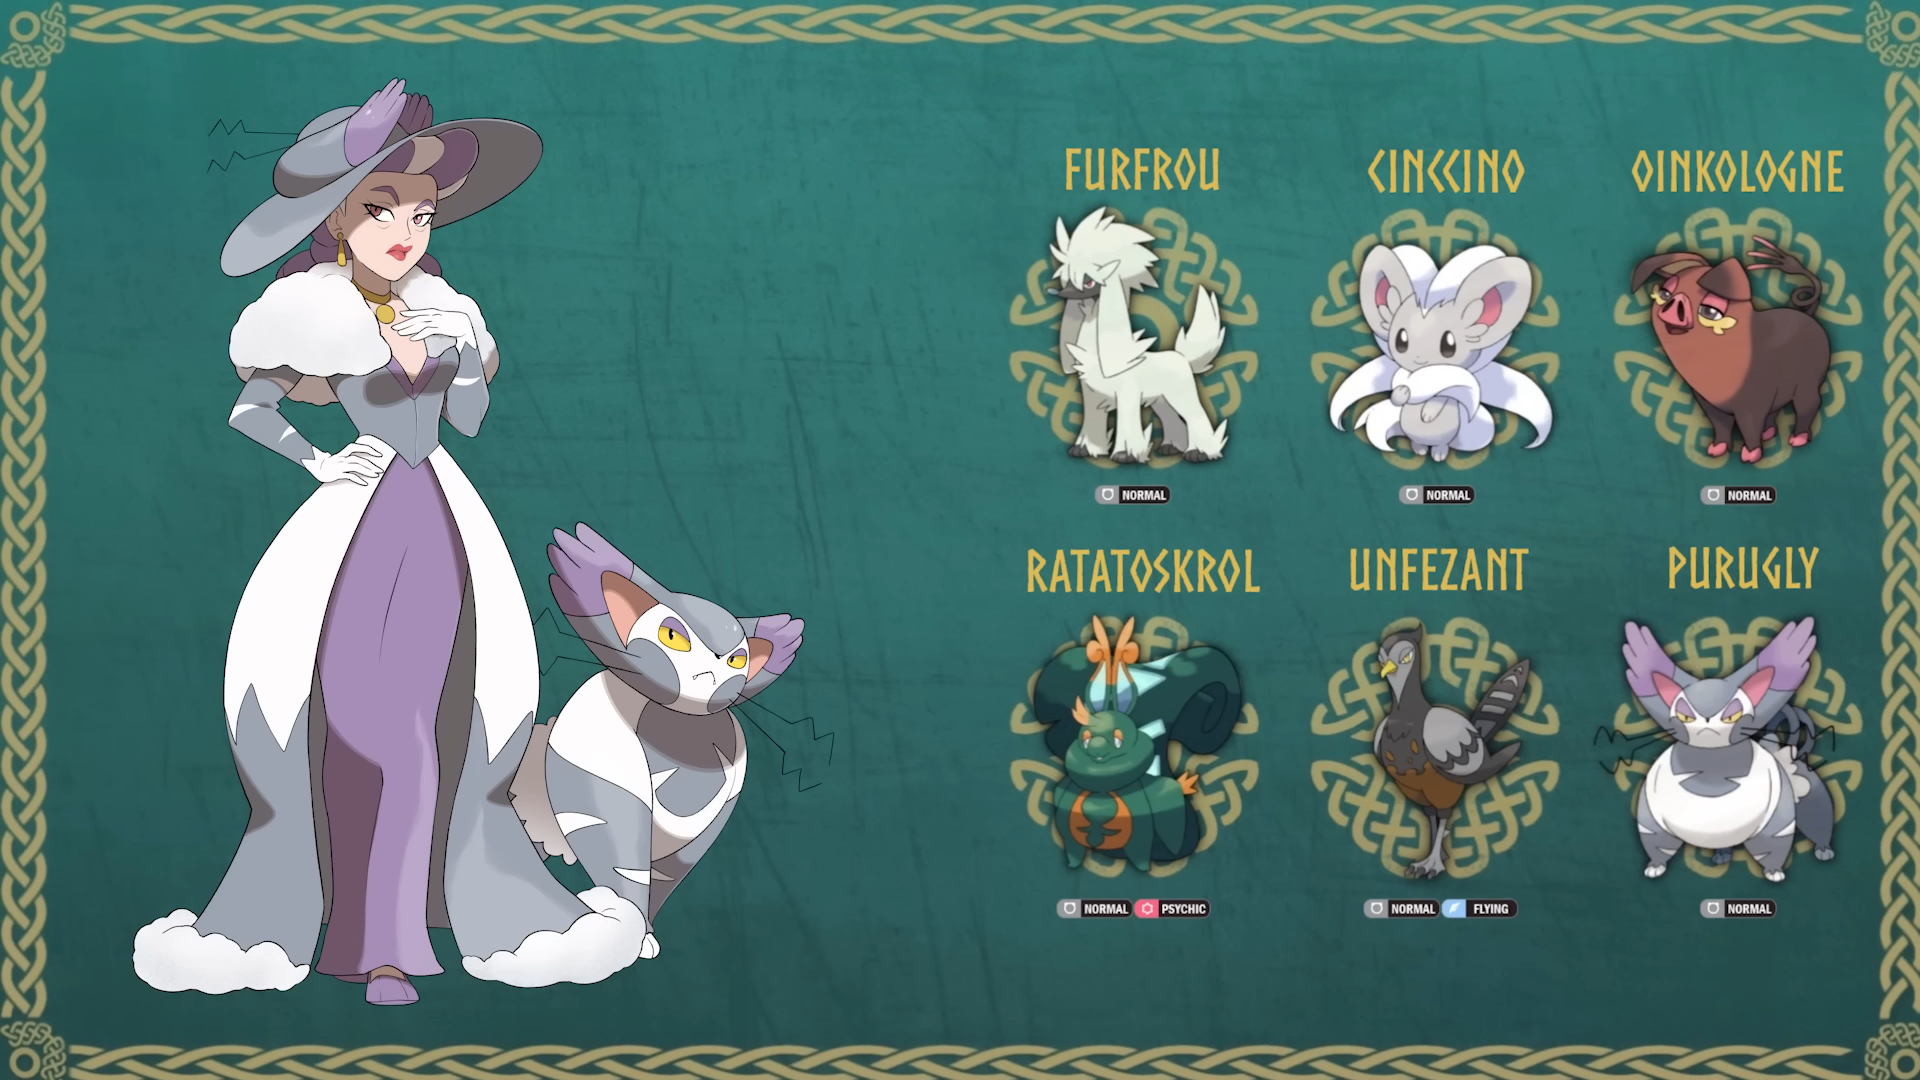 FURFROU
CINCCINO
OINKOLOGNE
NORMAL
NORMAL
NORMAL
RATATOSKROL
UNFEZANT
PURUGLY
NORMAL PSYCHIC
NORMAL FLYING
NORMAL